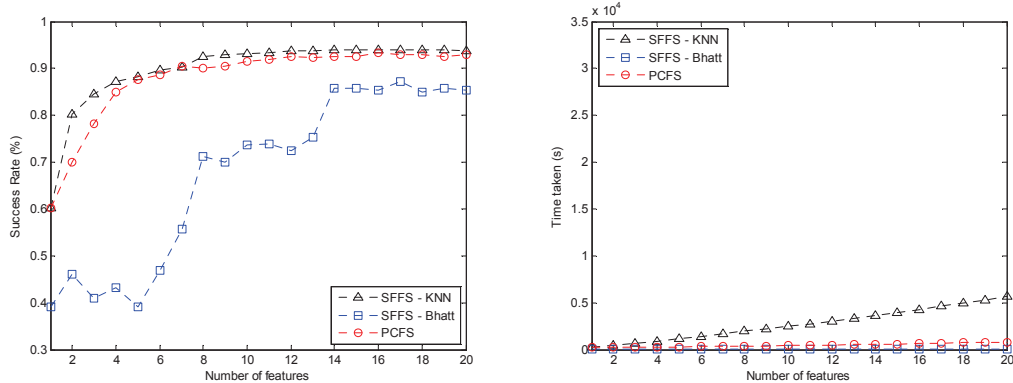 1
0.9
0.8
0.7
0.6
0.5
0.4
0.3
Success Rate (%)
2 4 6 8 10 12 14 16 18 20
Number of features
SFFS - KNN
SFFS - Bhatt
PCFS
x 10^4
3.5
3
2.5
2
1.5
1
0.5
0
Time taken (s)
2 4 6 8 10 12 14 16 18 20
Number of features
SFFS - KNN
SFFS - Bhatt
PCFS